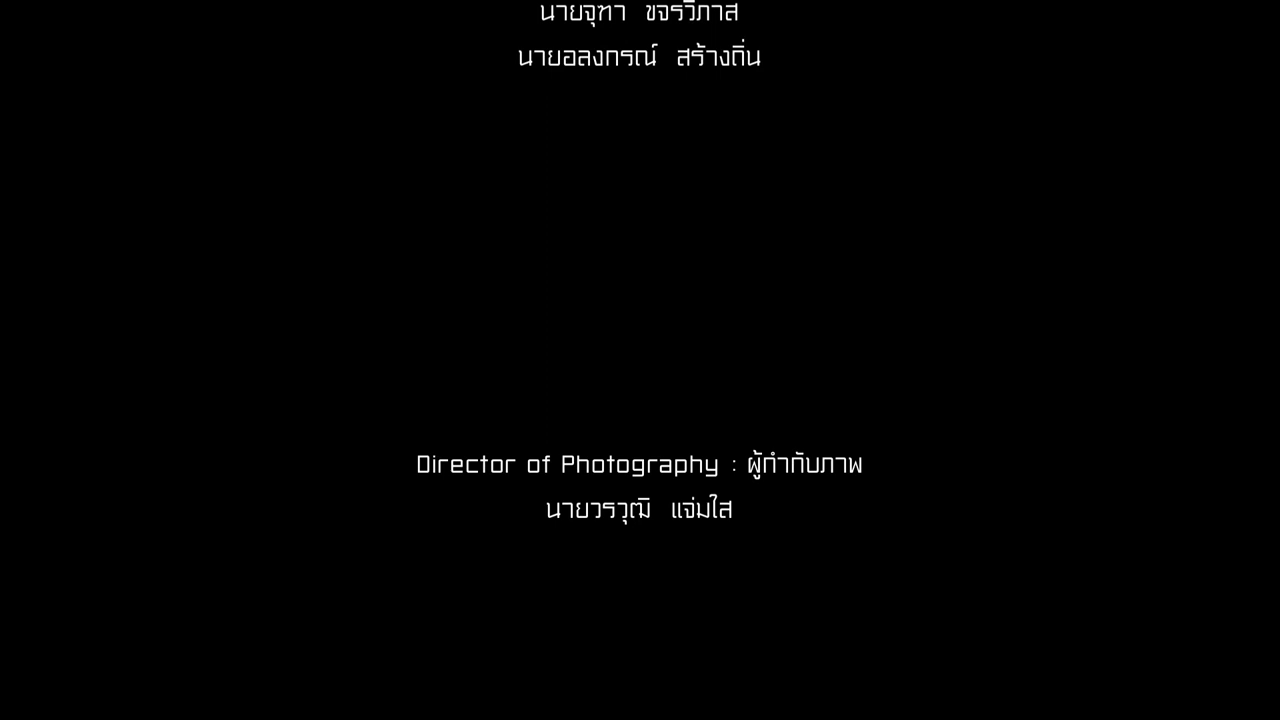 นายจุฑา ขจรวิภาส
นายอลงกรณ์ สร้างถิ่น
Director of Photography : ผู้กำกับภาพ
นายวรวุฒิ แจ่มใส